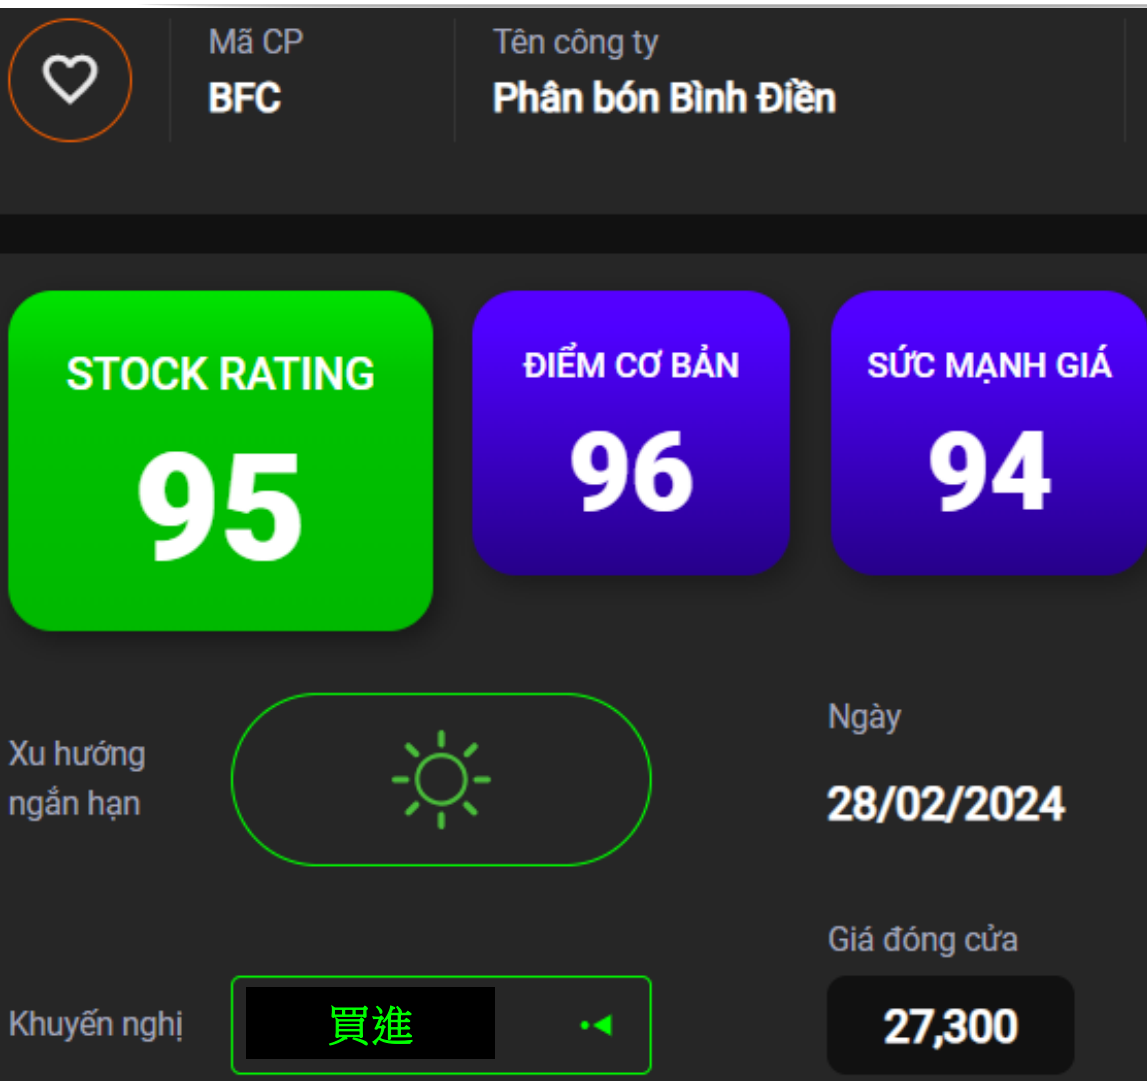 Mã CP
BFC
Tên công ty
Phân bón Bình Điền
STOCK RATING
95
ĐIỂM CƠ BẢN
96
SỨC MẠNH GIÁ
94
Xu hướng
ngắn hạn
Ngày
28/02/2024
Khuyến nghị
買進
Giá đóng cửa
27,300